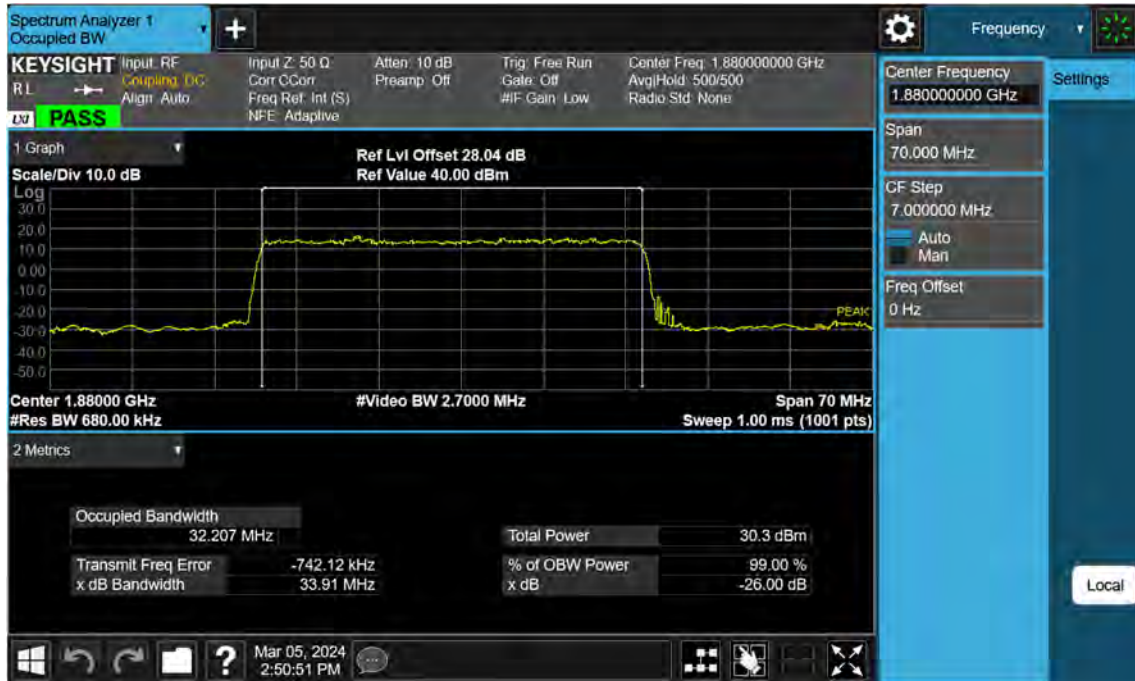 Spectrum Analyzer 1
Occupied BW
+
Frequency
KEYSIGHT Input: RF Input Z: 50 Ω Atten: 10 dB Trig: Free Run Center Freq: 1.880000000 GHz
RL Coupling: DC Corr CCorr Preamp: Off Gate: Off Avg|Hold: 500/500
Align: Auto Freq Ref: Int (S) #IF Gain: Low Radio Std: None
LXI PASS NFE: Adaptive
1 Graph
Ref Lvl Offset 28.04 dB
Scale/Div 10.0 dB Ref Value 40.00 dBm
Log
30.0
20.0
10.0
0.00
-10.0
-20.0
-30.0
-40.0
-50.0
PEAK
Center 1.88000 GHz #Video BW 2.7000 MHz Span 70 MHz
#Res BW 680.00 kHz Sweep 1.00 ms (1001 pts)
2 Metrics
Occupied Bandwidth
32.207 MHz Total Power 30.3 dBm
Transmit Freq Error -742.12 kHz % of OBW Power 99.00 %
x dB Bandwidth 33.91 MHz x dB -26.00 dB
Center Frequency
1.880000000 GHz
Settings
Span
70.000 MHz
CF Step
7.000000 MHz
Auto
Man
Freq Offset
0 Hz
Local
? Mar 05, 2024
2:50:51 PM